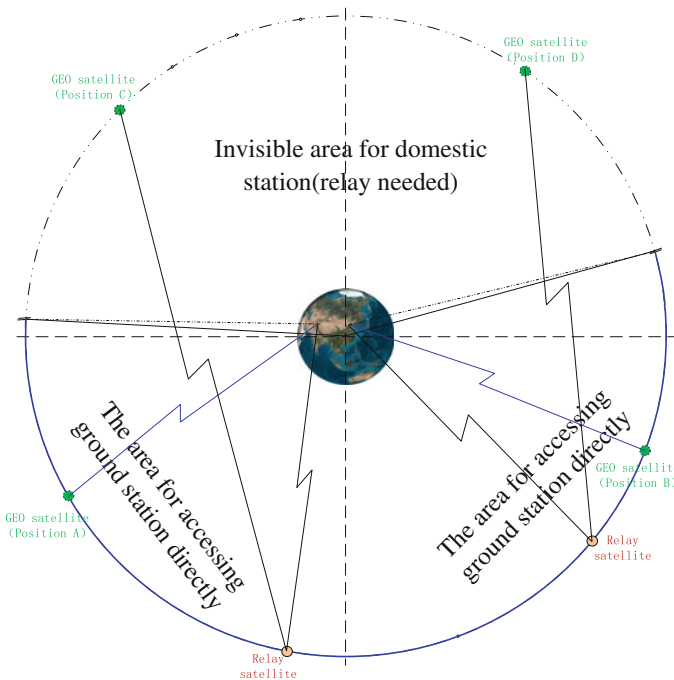 GEO satellite
(Position D)
GEO satellite
(Position C)
Invisible area for domestic
station(relay needed)
The area for accessing
ground station directly
The area for accessing
ground station directly
GEO satellite
(Position B)
GEO satellite
(Position A)
Relay
satellite
Relay
satellite